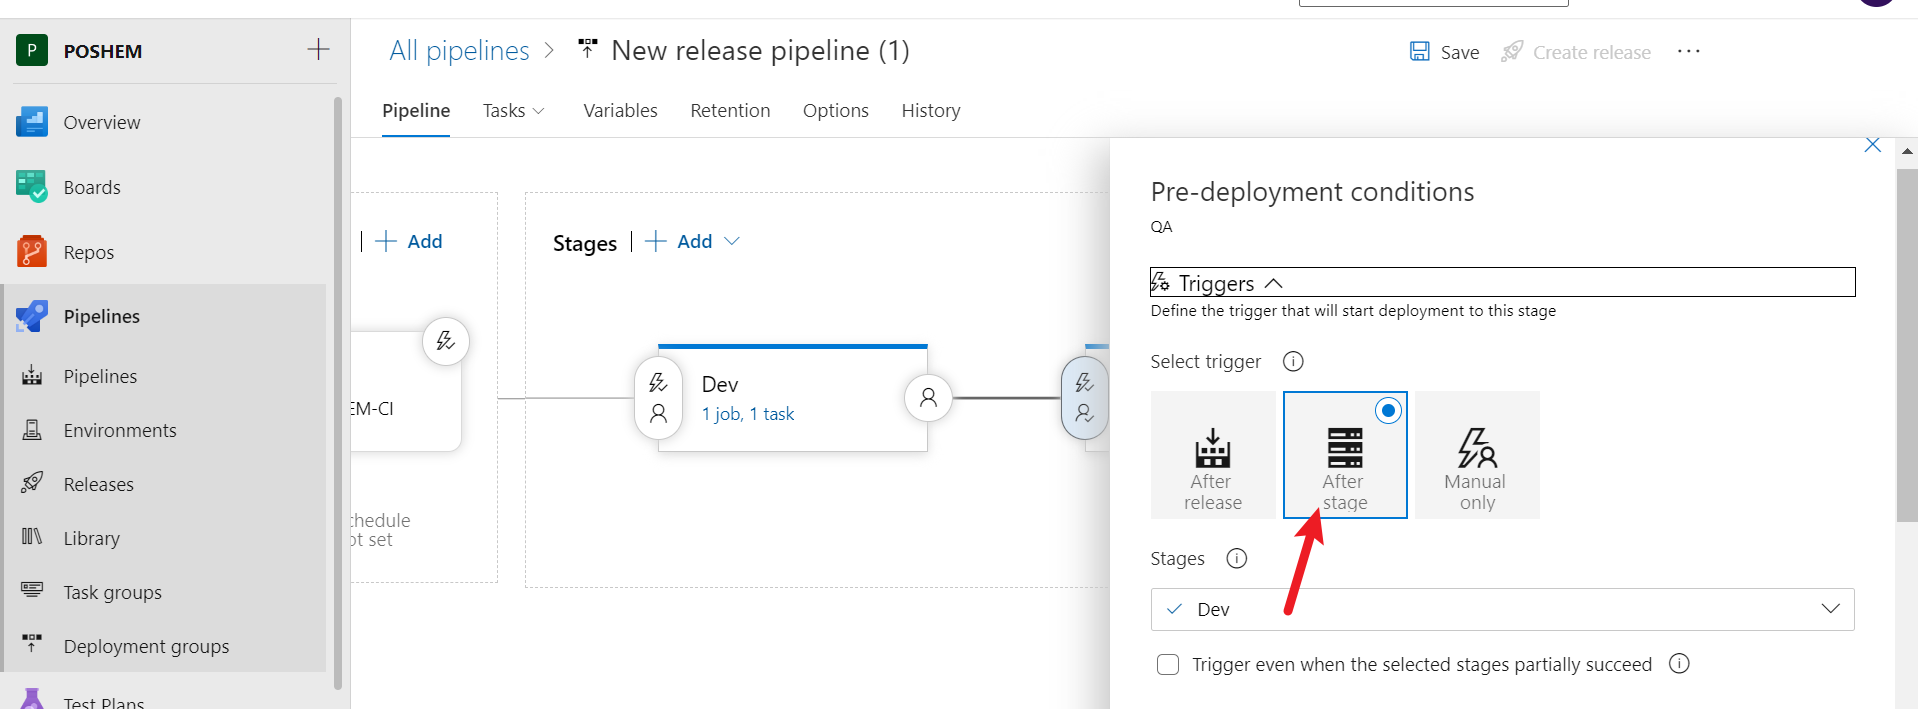 P POSHEM
Overview
Boards
Repos
Pipelines
Pipelines
Environments
Releases
Library
Task groups
Deployment groups
Test Plans
All pipelines > New release pipeline (1)
Save Create release ...
Pipeline Tasks Variables Retention Options History
| + Add
EM-CI
chedule
ot set
Stages | + Add
Dev
1 job, 1 task
Pre-deployment conditions
QA
Triggers
Define the trigger that will start deployment to this stage
Select trigger
After
release
After
stage
Manual
only
Stages
Dev
Trigger even when the selected stages partially succeed